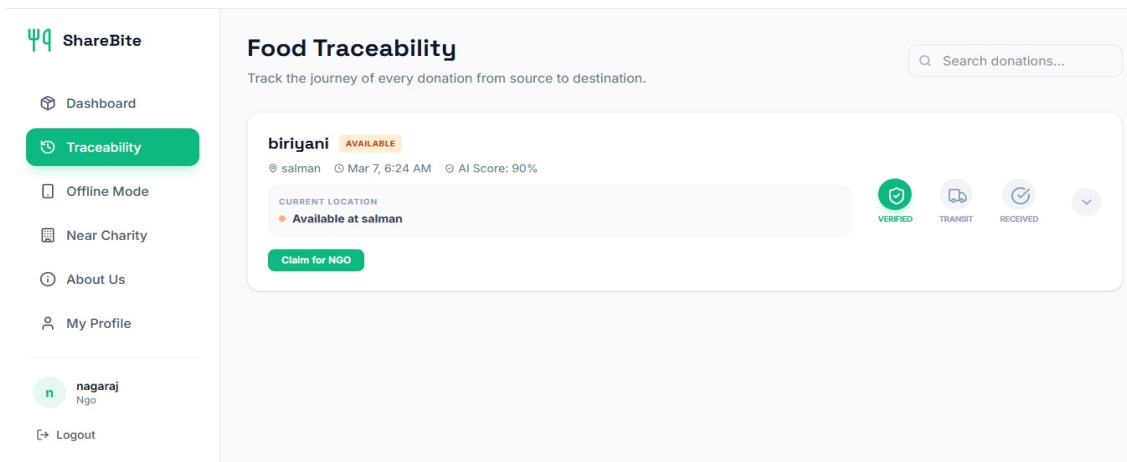 ShareBite
Dashboard
Traceability
Offline Mode
Near Charity
About Us
My Profile
n
nagaraj
Ngo
Logout
Food Traceability
Track the journey of every donation from source to destination.
Search donations...
biriyani AVAILABLE
salman Mar 7, 6:24 AM AI Score: 90%
CURRENT LOCATION
Available at salman
Claim for NGO
VERIFIED TRANSIT RECEIVED